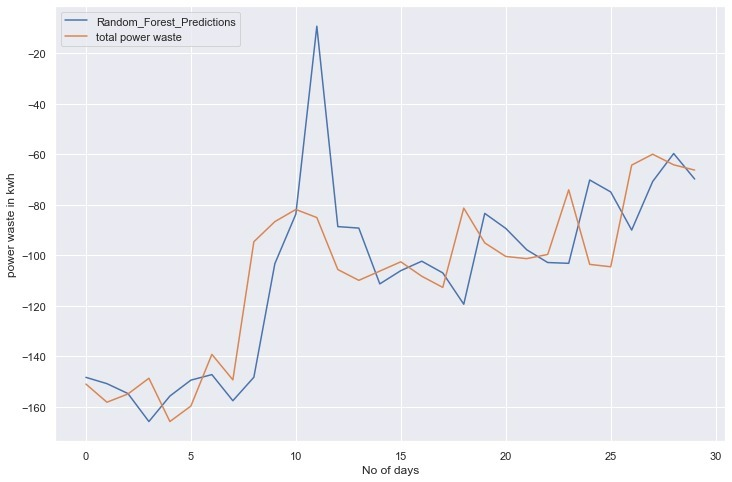 Random_Forest_Predictions
total power waste
−20
−40
−60
−80
−100
−120
−140
−160
power waste in kwh
0 5 10 15 20 25 30
No of days